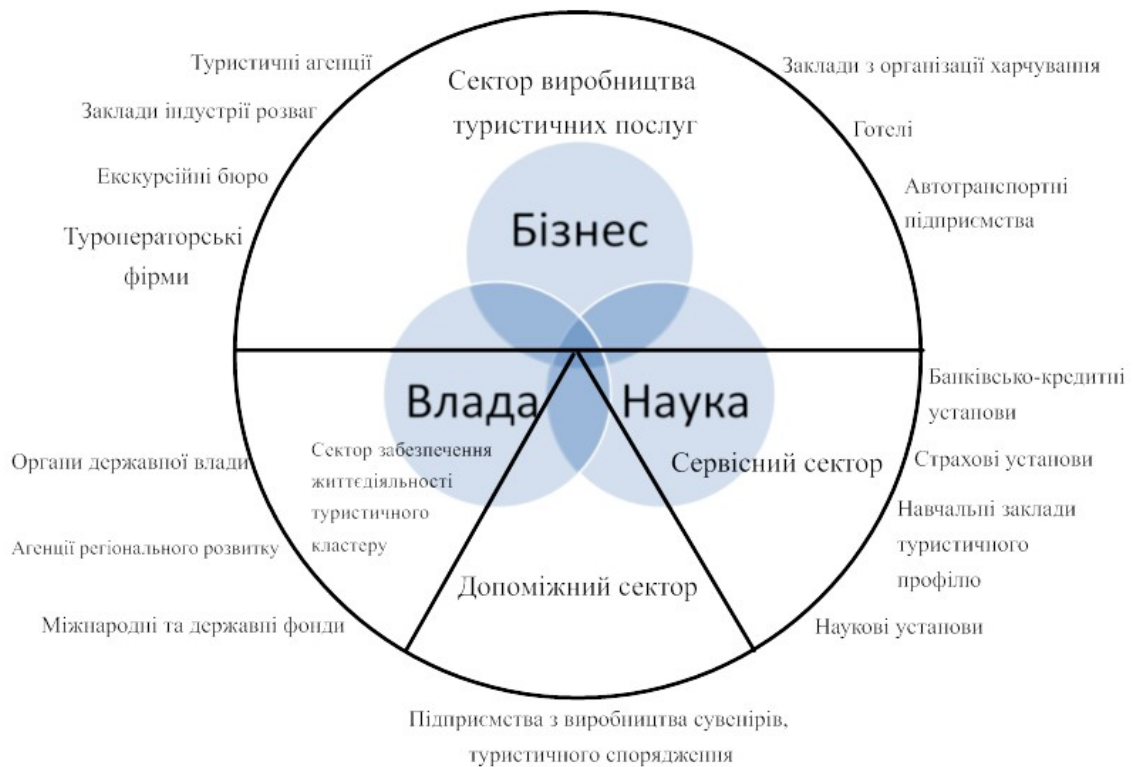 Туристичні агенції
Заклади індустрії розваг
Екскурсійні бюро
Туроператорські
фірми
Сектор виробництва
туристичних послуг
Заклади з організації харчування
Готелі
Автотранспортні
підприємства
Бізнес
Влада
Наука
Органи державної влади
Агенції регіонального розвитку
Міжнародні та державні фонди
Сектор забезпечення
життєдіяльності
туристичного
кластеру
Допоміжний сектор
Сервісний сектор
Банківсько-кредитні
установи
Страхові установи
Навчальні заклади
туристичного
профілю
Наукові установи
Підприємства з виробництва сувенірів,
туристичного спорядження